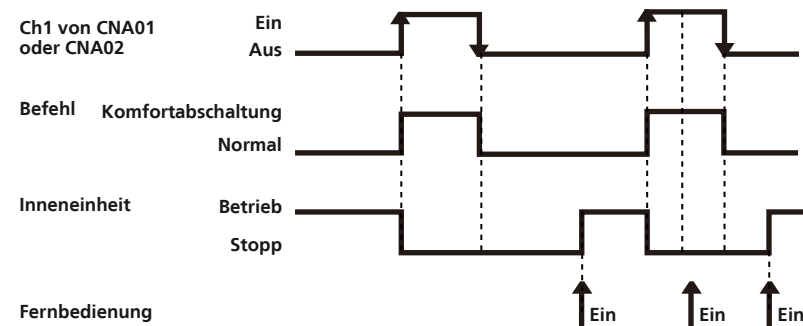 Ch1 von CNA01
oder CNA02
Ein
Aus
Befehl Komfortabschaltung
Normal
Inneneinheit Betrieb
Stopp
Fernbedienung Ein Ein Ein